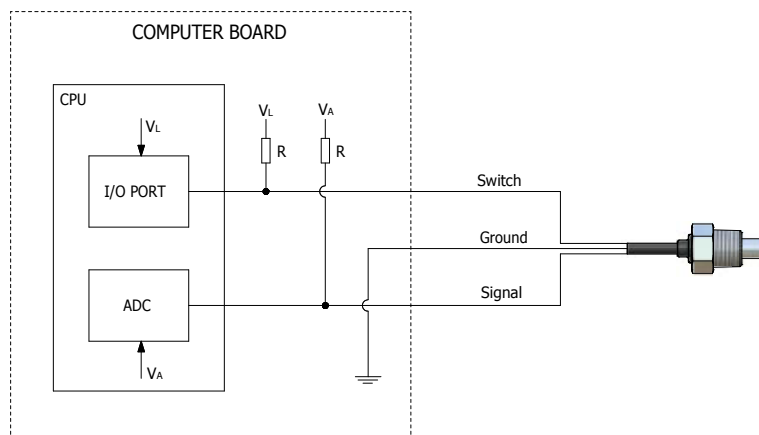 COMPUTER BOARD
CPU
VL
VL
VA
R
R
I/O PORT
Switch
Ground
ADC
Signal
VA